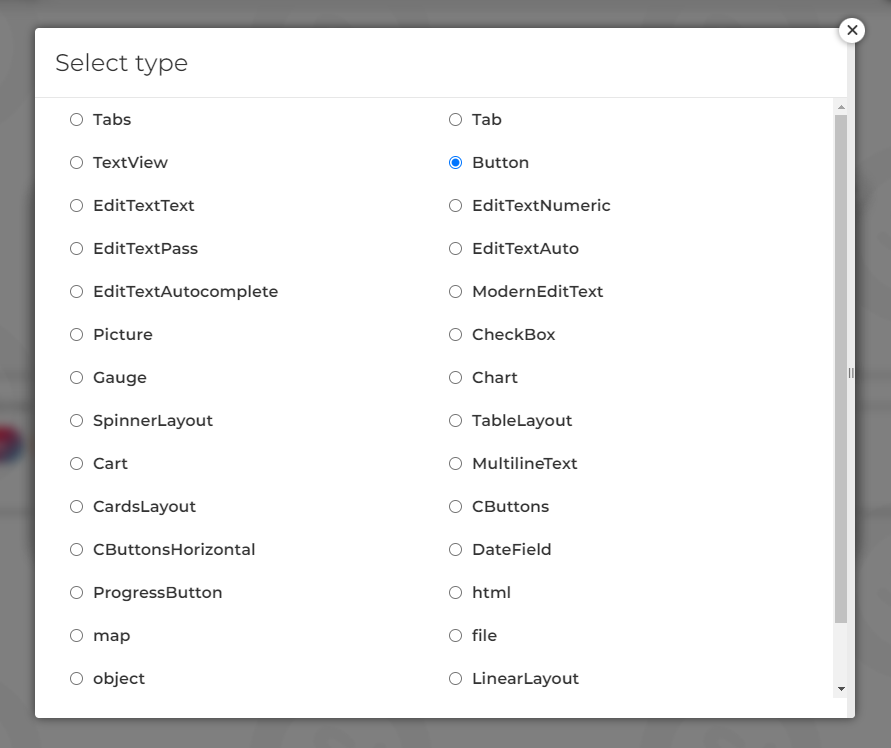 Select type
Tabs
Tab
TextView
Button
EditTextText
EditTextNumeric
EditTextPass
EditTextAuto
EditTextAutocomplete
ModernEditText
Picture
CheckBox
Gauge
Chart
SpinnerLayout
TableLayout
Cart
MultilineText
CardsLayout
CButtons
CButtonsHorizontal
DateField
ProgressButton
html
map
file
object
LinearLayout